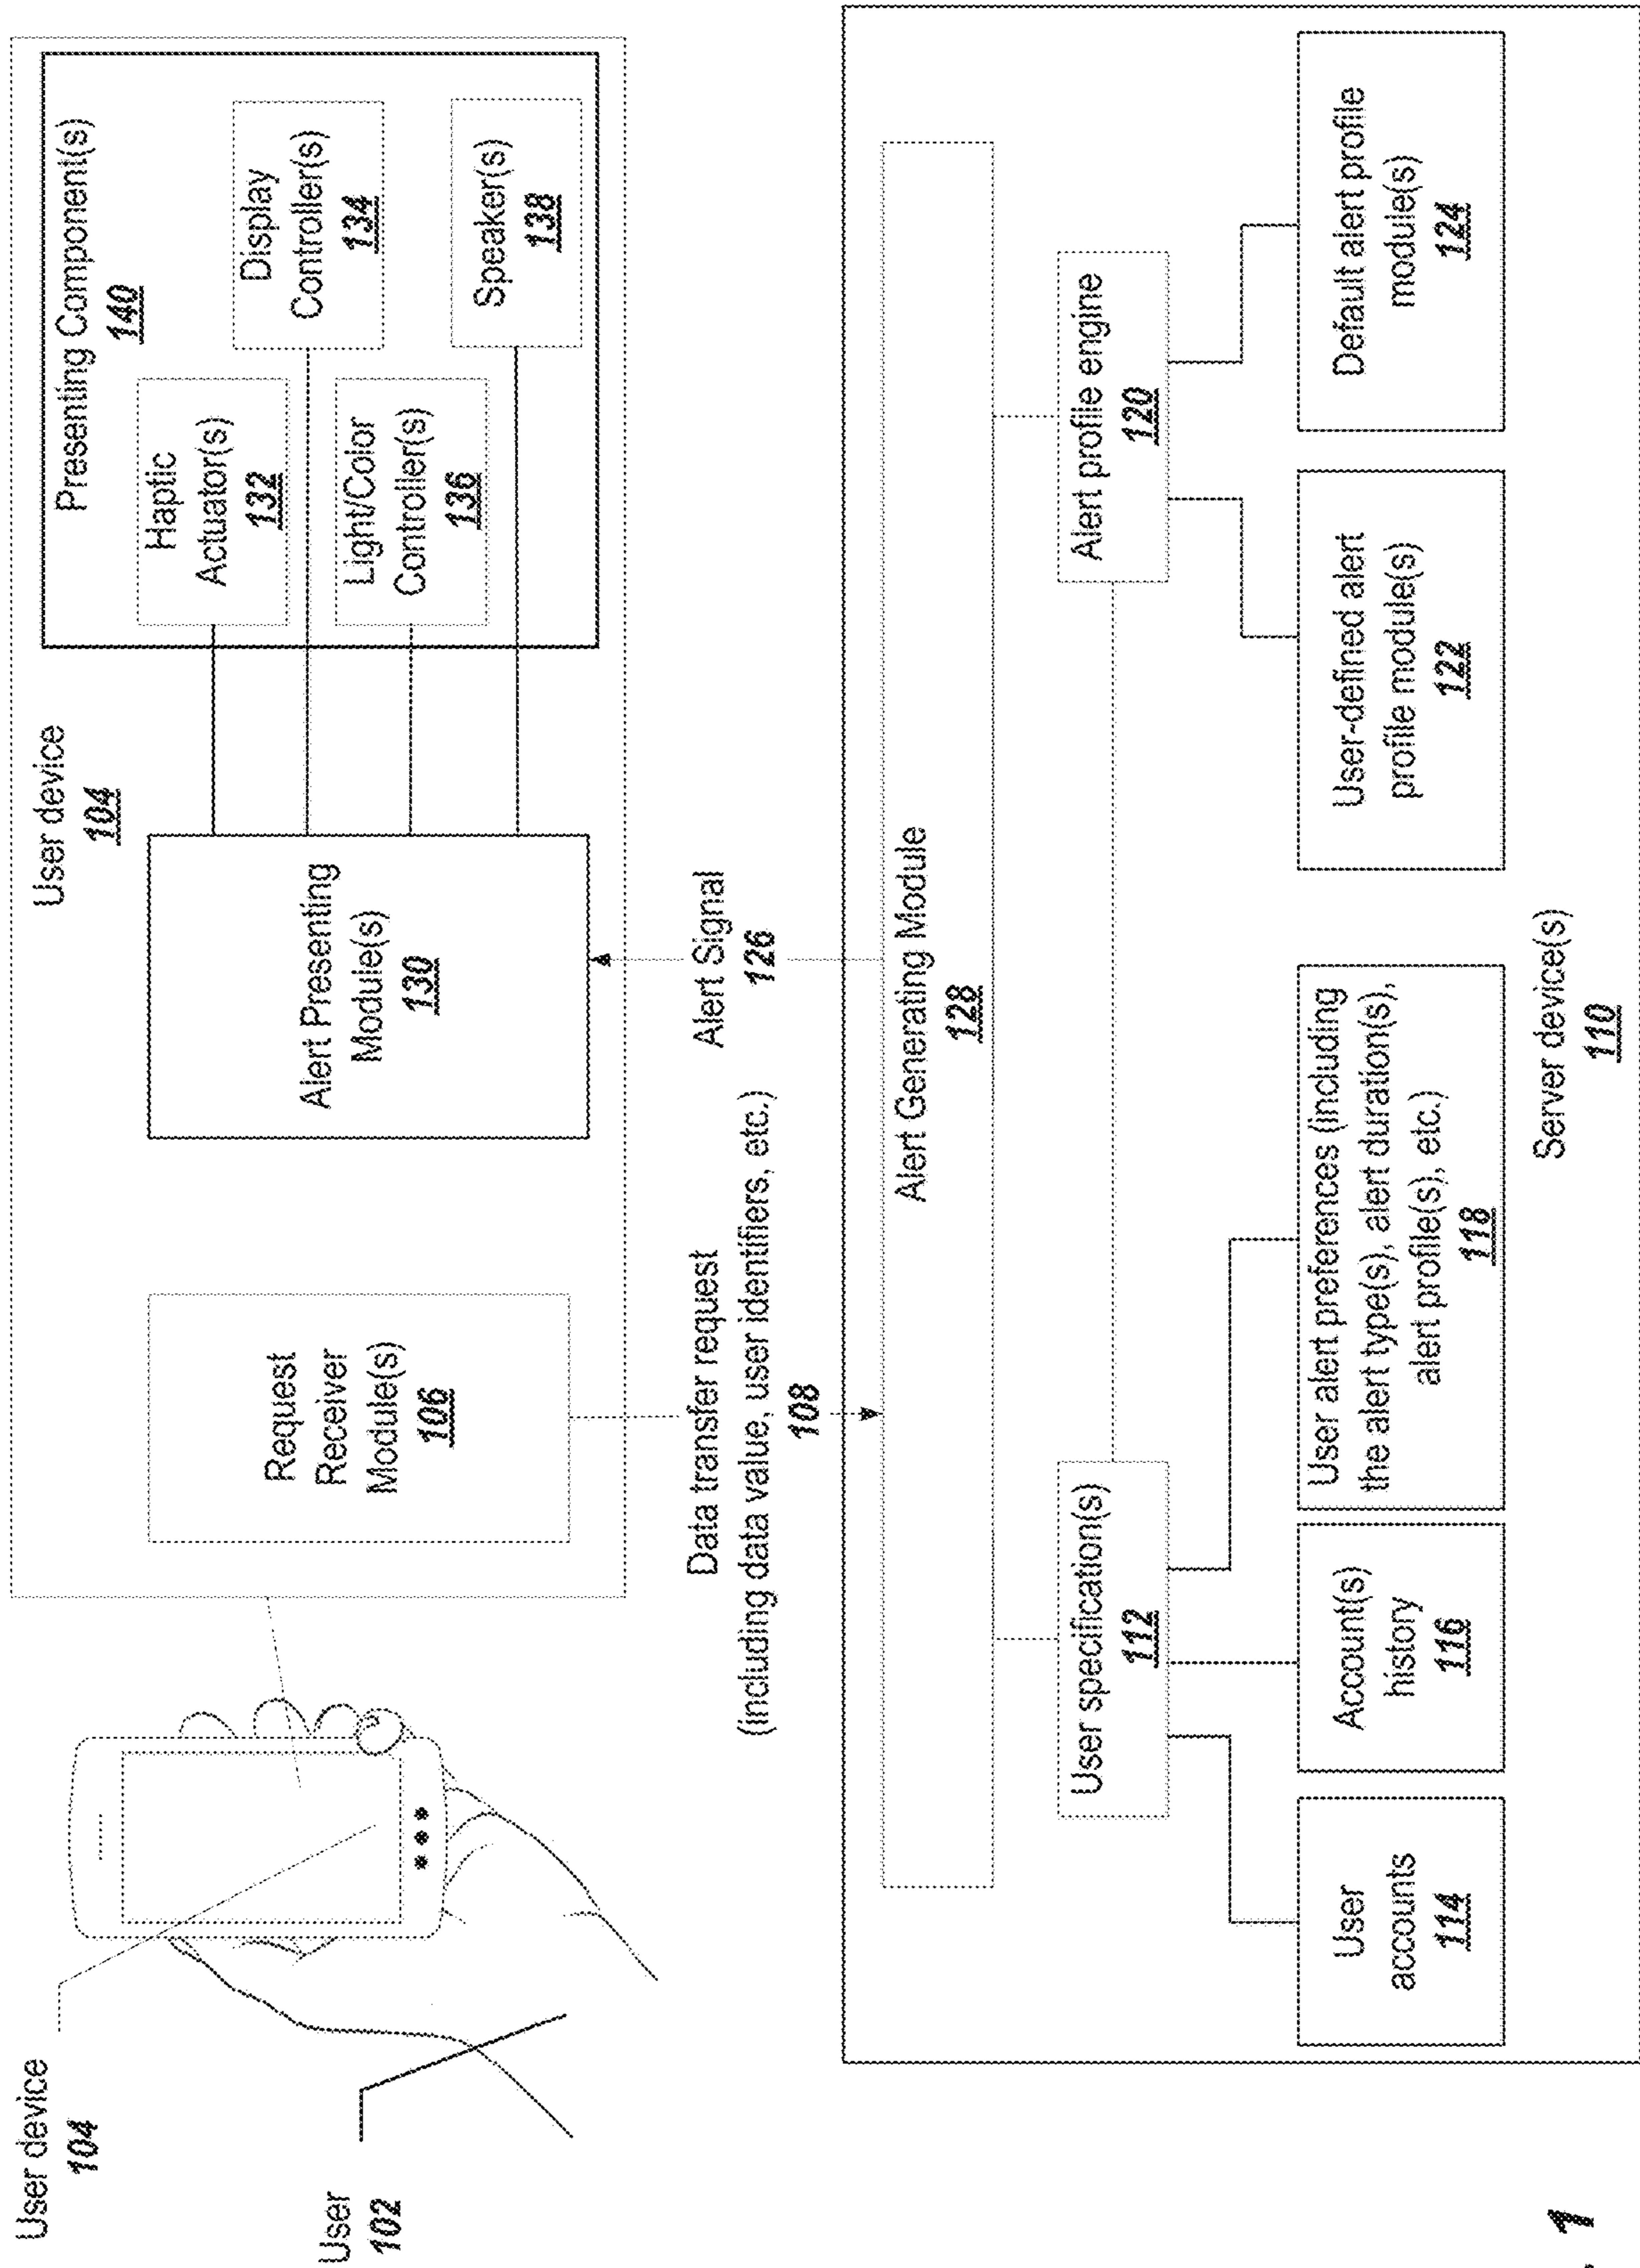 User device
104
User
102
User device
104
Request
Receiver
Module(s)
106
Alert Presenting
Module(s)
130
Presenting Component(s)
140
Haptic
Actuator(s)
132
Display
Controller(s)
134
Light/Color
Controller(s)
136
Speaker(s)
138
Data transfer request
(including data value, user identifiers, etc.)
108
Alert Signal
126
Alert Generating Module
128
User specification(s)
112
Alert profile engine
120
User
accounts
114
Account(s)
history
116
User alert preferences (including
the alert type(s), alert duration(s),
alert profile(s), etc.)
118
User-defined alert
profile module(s)
122
Default alert profile
module(s)
124
Server device(s)
110
1